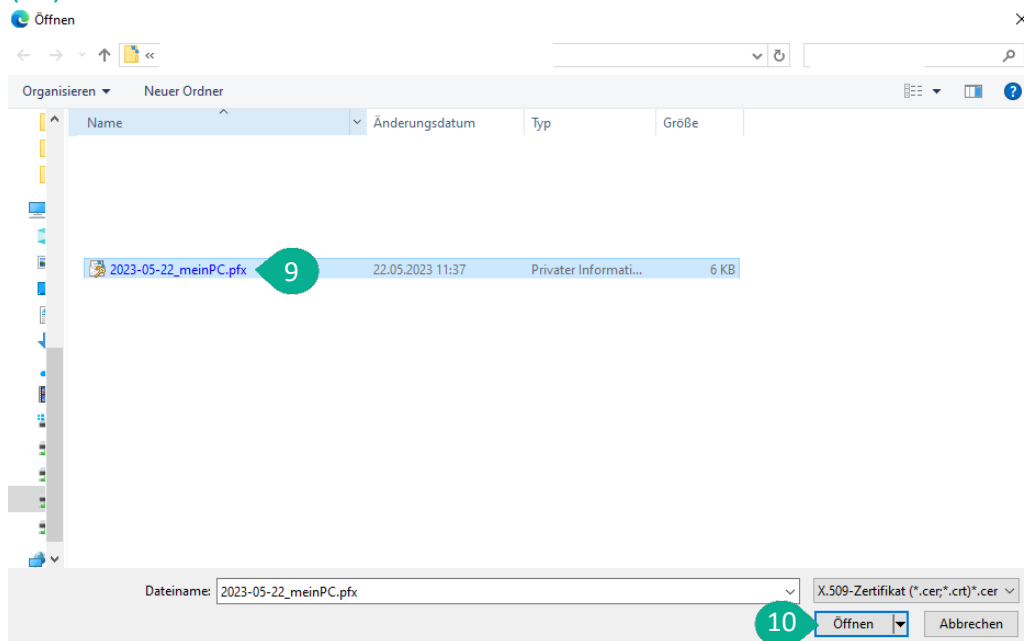 Öffnen
«
Organisieren Neuer Ordner
Name Änderungsdatum Typ Größe
2023-05-22_meinPC.pfx 9 22.05.2023 11:37 Privater Informati... 6 KB
Dateiname: 2023-05-22_meinPC.pfx X.509-Zertifikat (*.cer;*.crt)*.cer
10 Öffnen Abbrechen